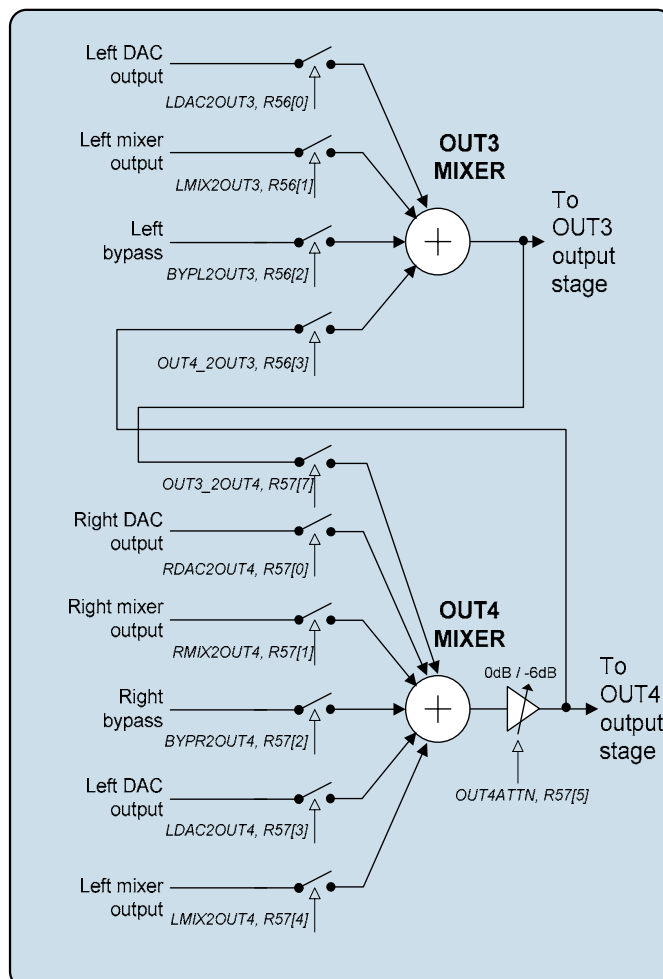 Left DAC
output
LDAC2OUT3, R56[0]
Left mixer
output
LMIX2OUT3, R56[1]
OUT3
MIXER
Left
bypass
BYPL2OUT3, R56[2]
To
OUT3
output
stage
OUT4_2OUT3, R56[3]
OUT3_2OUT4, R57[7]
Right DAC
output
RDAC2OUT4, R57[0]
Right mixer
output
RMIX2OUT4, R57[1]
OUT4
MIXER
Right
bypass
BYPR2OUT4, R57[2]
0dB / -6dB
To
OUT4
output
stage
OUT4ATTN, R57[5]
Left DAC
output
LDAC2OUT4, R57[3]
Left mixer
output
LMIX2OUT4, R57[4]